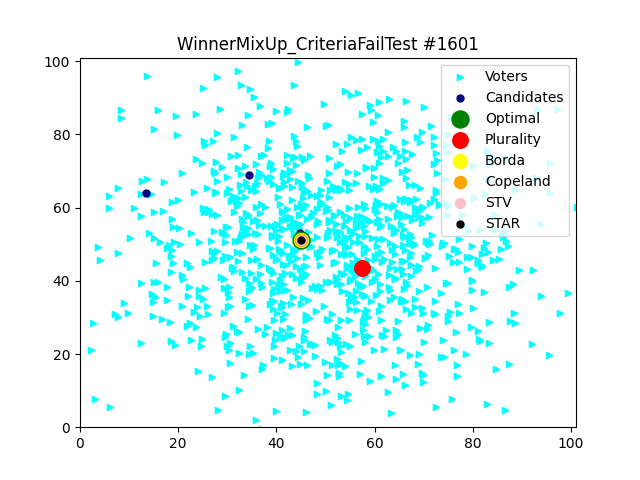 WinnerMixUp_CriteriaFailTest #1601
100
80
60
40
20
0
0 20 40 60 80 100
Voters
Candidates
Optimal
Plurality
Borda
Copeland
STV
STAR